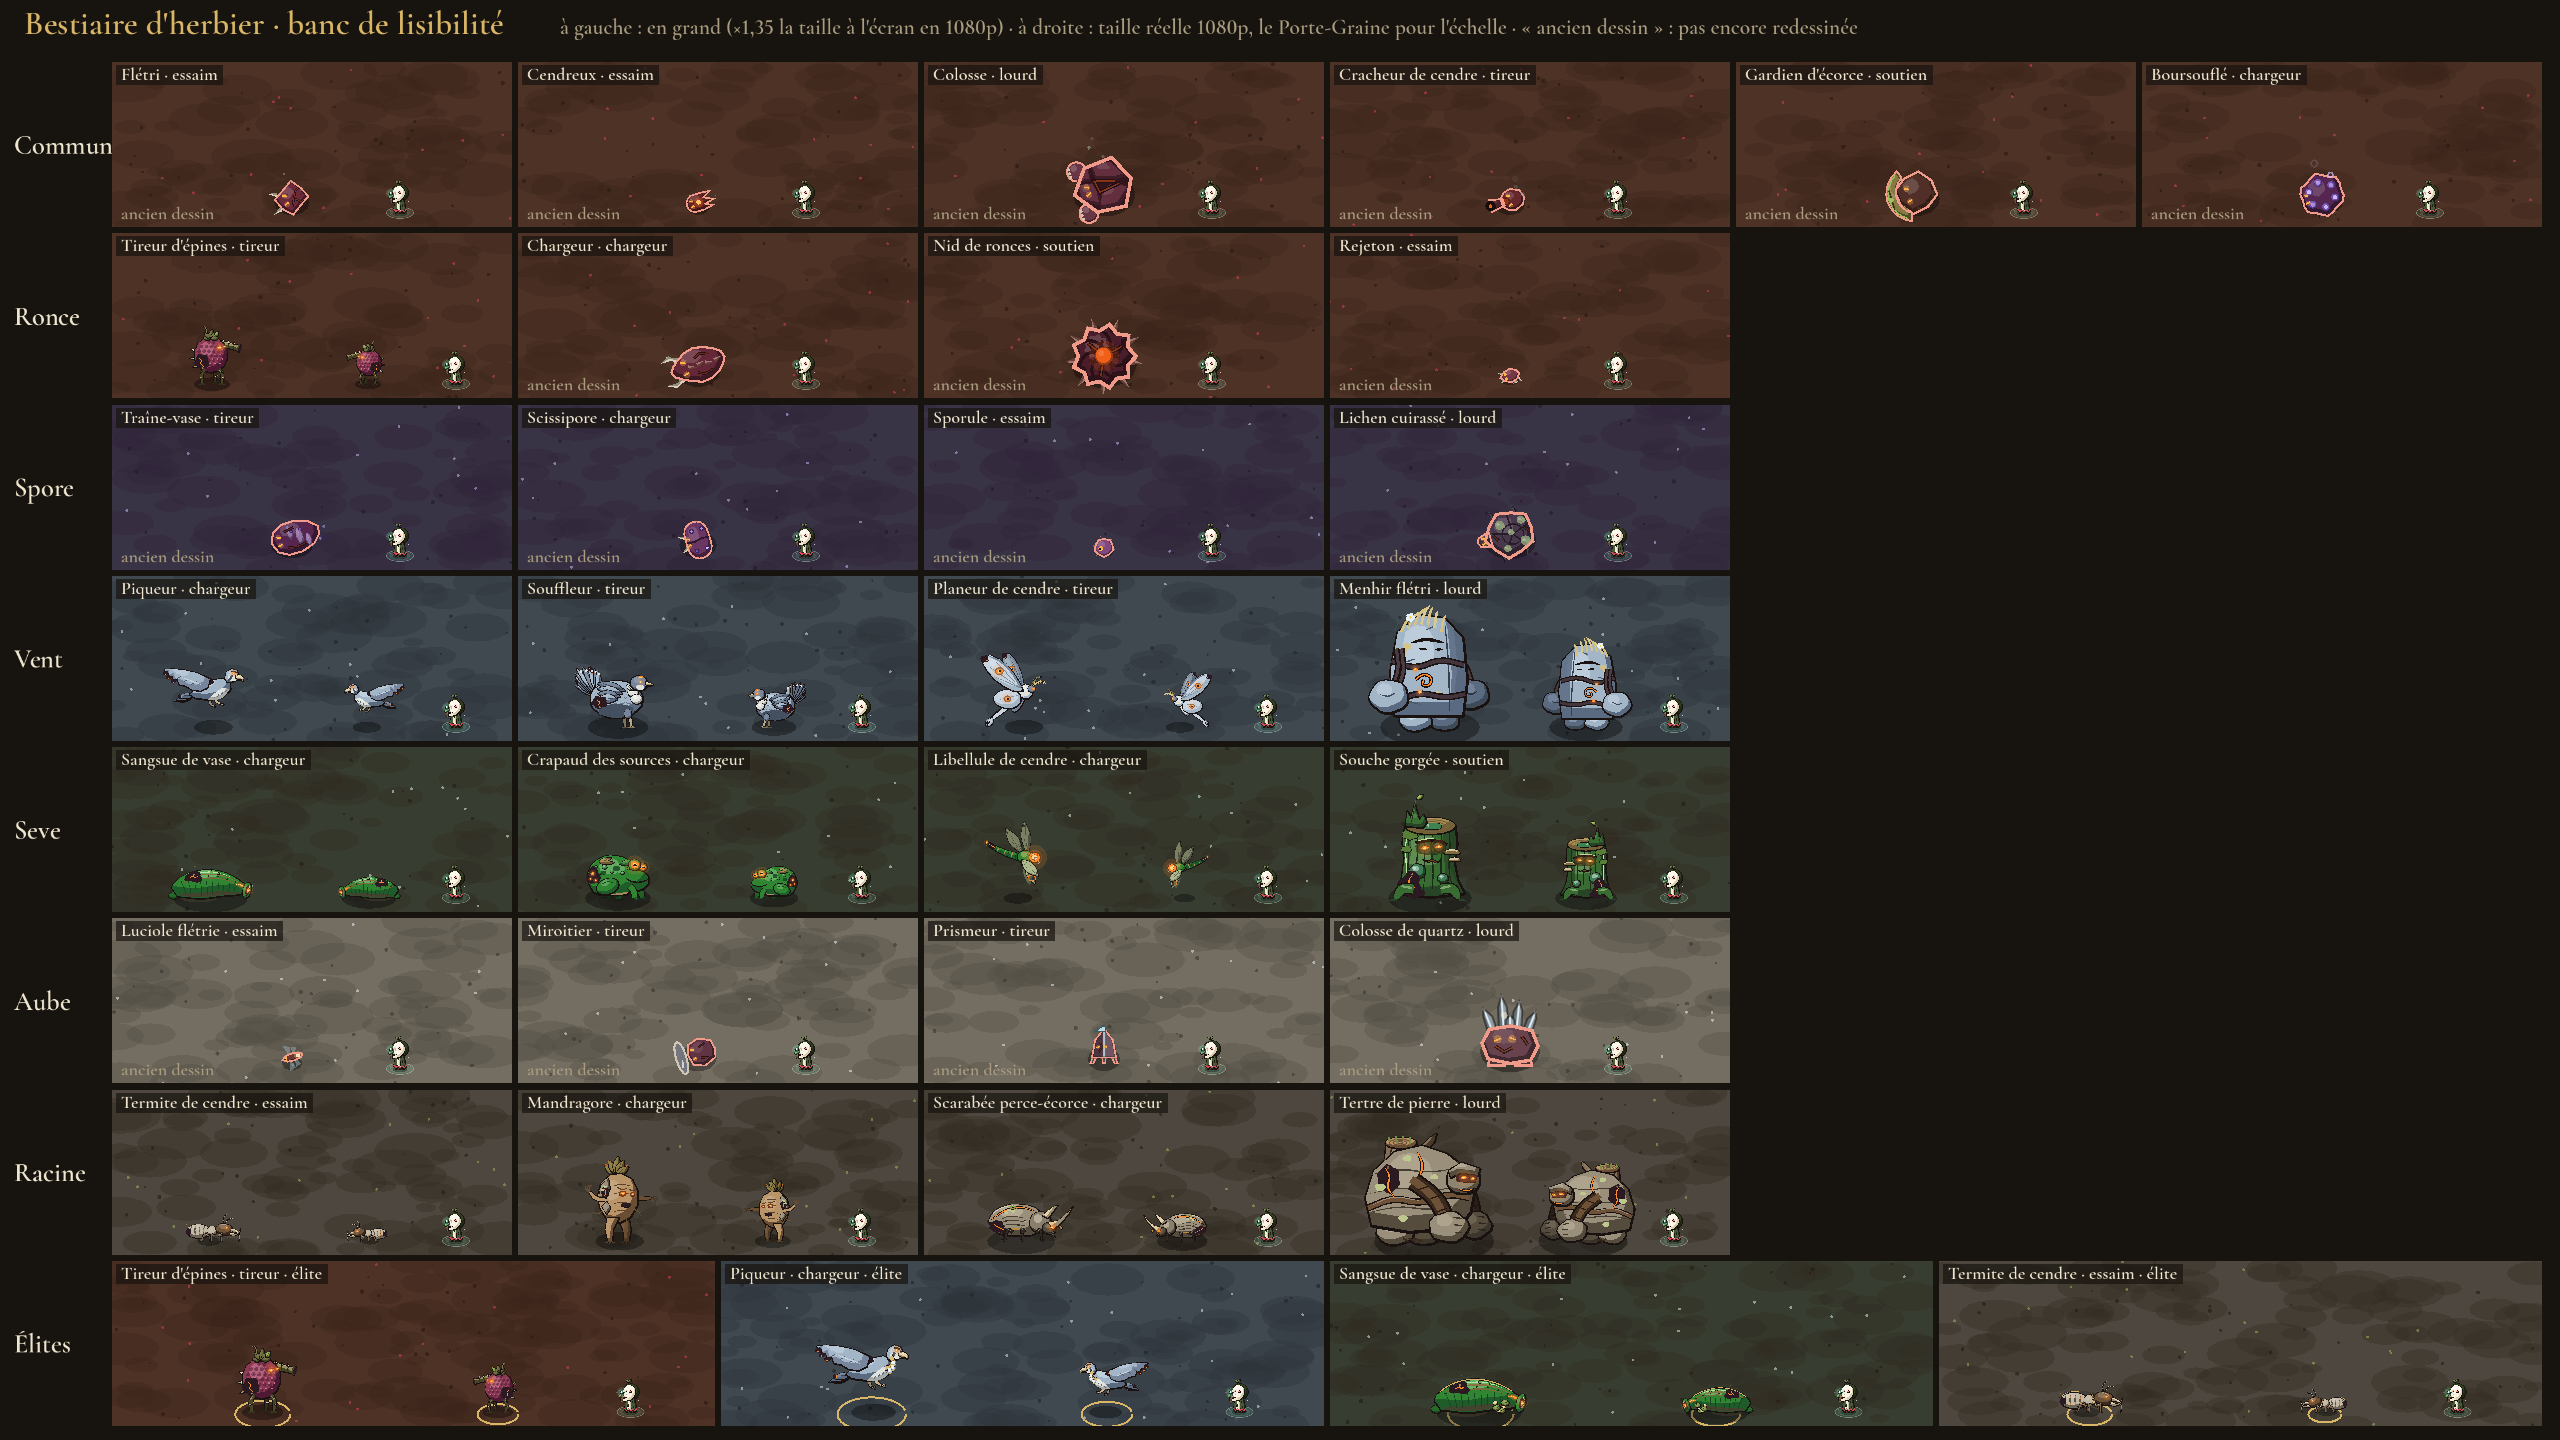 Bestiaire d'herbier · banc de lisibilité
à gauche : en grand (×1,35 la taille à l'écran en 1080p) · à droite : taille réelle 1080p, le Porte-Graine pour l'échelle · « ancien dessin » : pas encore redessinée
Commun
Flétri · essaim
ancien dessin
Cendreux · essaim
ancien dessin
Colosse · lourd
ancien dessin
Cracheur de cendre · tireur
ancien dessin
Gardien d'écorce · soutien
ancien dessin
Boursouflé · chargeur
ancien dessin
Ronce
Tireur d'épines · tireur
Chargeur · chargeur
ancien dessin
Nid de ronces · soutien
ancien dessin
Rejeton · essaim
ancien dessin
Spore
Traîne-vase · tireur
ancien dessin
Scissipore · chargeur
ancien dessin
Sporule · essaim
ancien dessin
Lichen cuirassé · lourd
ancien dessin
Vent
Piqueur · chargeur
Souffleur · tireur
Planeur de cendre · tireur
Menhir flétri · lourd
Seve
Sangsue de vase · chargeur
Crapaud des sources · chargeur
Libellule de cendre · chargeur
Souche gorgée · soutien
Aube
Luciole flétrie · essaim
ancien dessin
Miroitier · tireur
ancien dessin
Prismeur · tireur
ancien dessin
Colosse de quartz · lourd
ancien dessin
Racine
Termite de cendre · essaim
Mandragore · chargeur
Scarabée perce-écorce · chargeur
Tertre de pierre · lourd
Élites
Tireur d'épines · tireur · élite
Piqueur · chargeur · élite
Sangsue de vase · chargeur · élite
Termite de cendre · essaim · élite